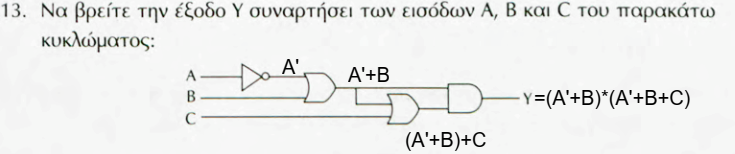 13. Να βρείτε την έξοδο Υ συναρτήσει των εισόδων Α, Β και C του παρακάτω
κυκλώματος:
A
A'
A'+B
B
Y=(A'+B)*(A'+B+C)
C
(A'+B)+C